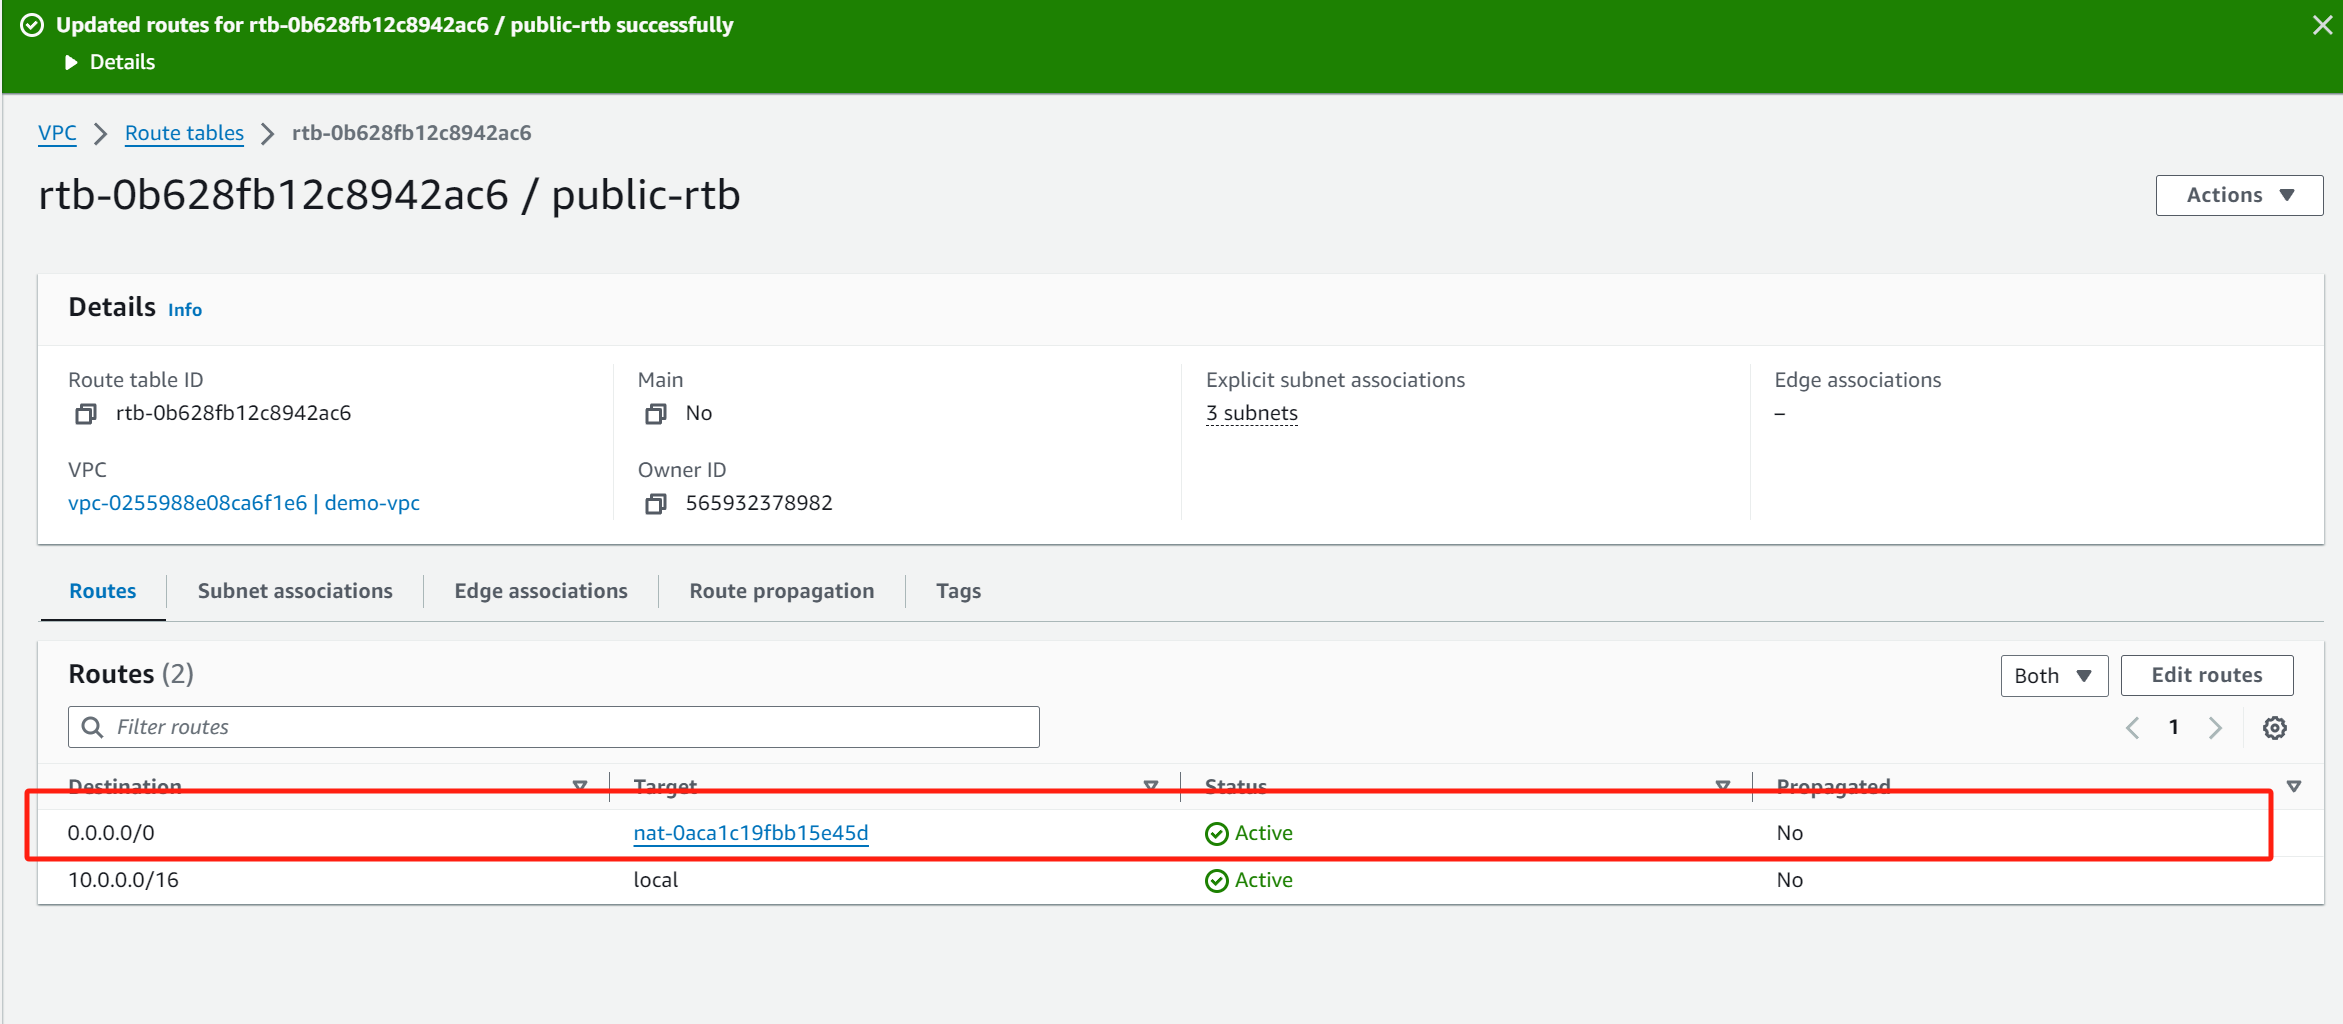 Updated routes for rtb-0b628fb12c8942ac6 / public-rtb successfully
Details
VPC Route tables rtb-0b628fb12c8942ac6
rtb-0b628fb12c8942ac6 / public-rtb
Actions
Details Info
Route table ID Main Explicit subnet associations Edge associations
rtb-0b628fb12c8942ac6 No 3 subnets –
VPC Owner ID
vpc-0255988e08ca6f1e6 | demo-vpc 565932378982
Routes Subnet associations Edge associations Route propagation Tags
Routes (2) Both Edit routes
Filter routes 1
Destination Target Status Propagated
0.0.0.0/0 nat-0aca1c19fbb15e45d Active No
10.0.0.0/16 local Active No